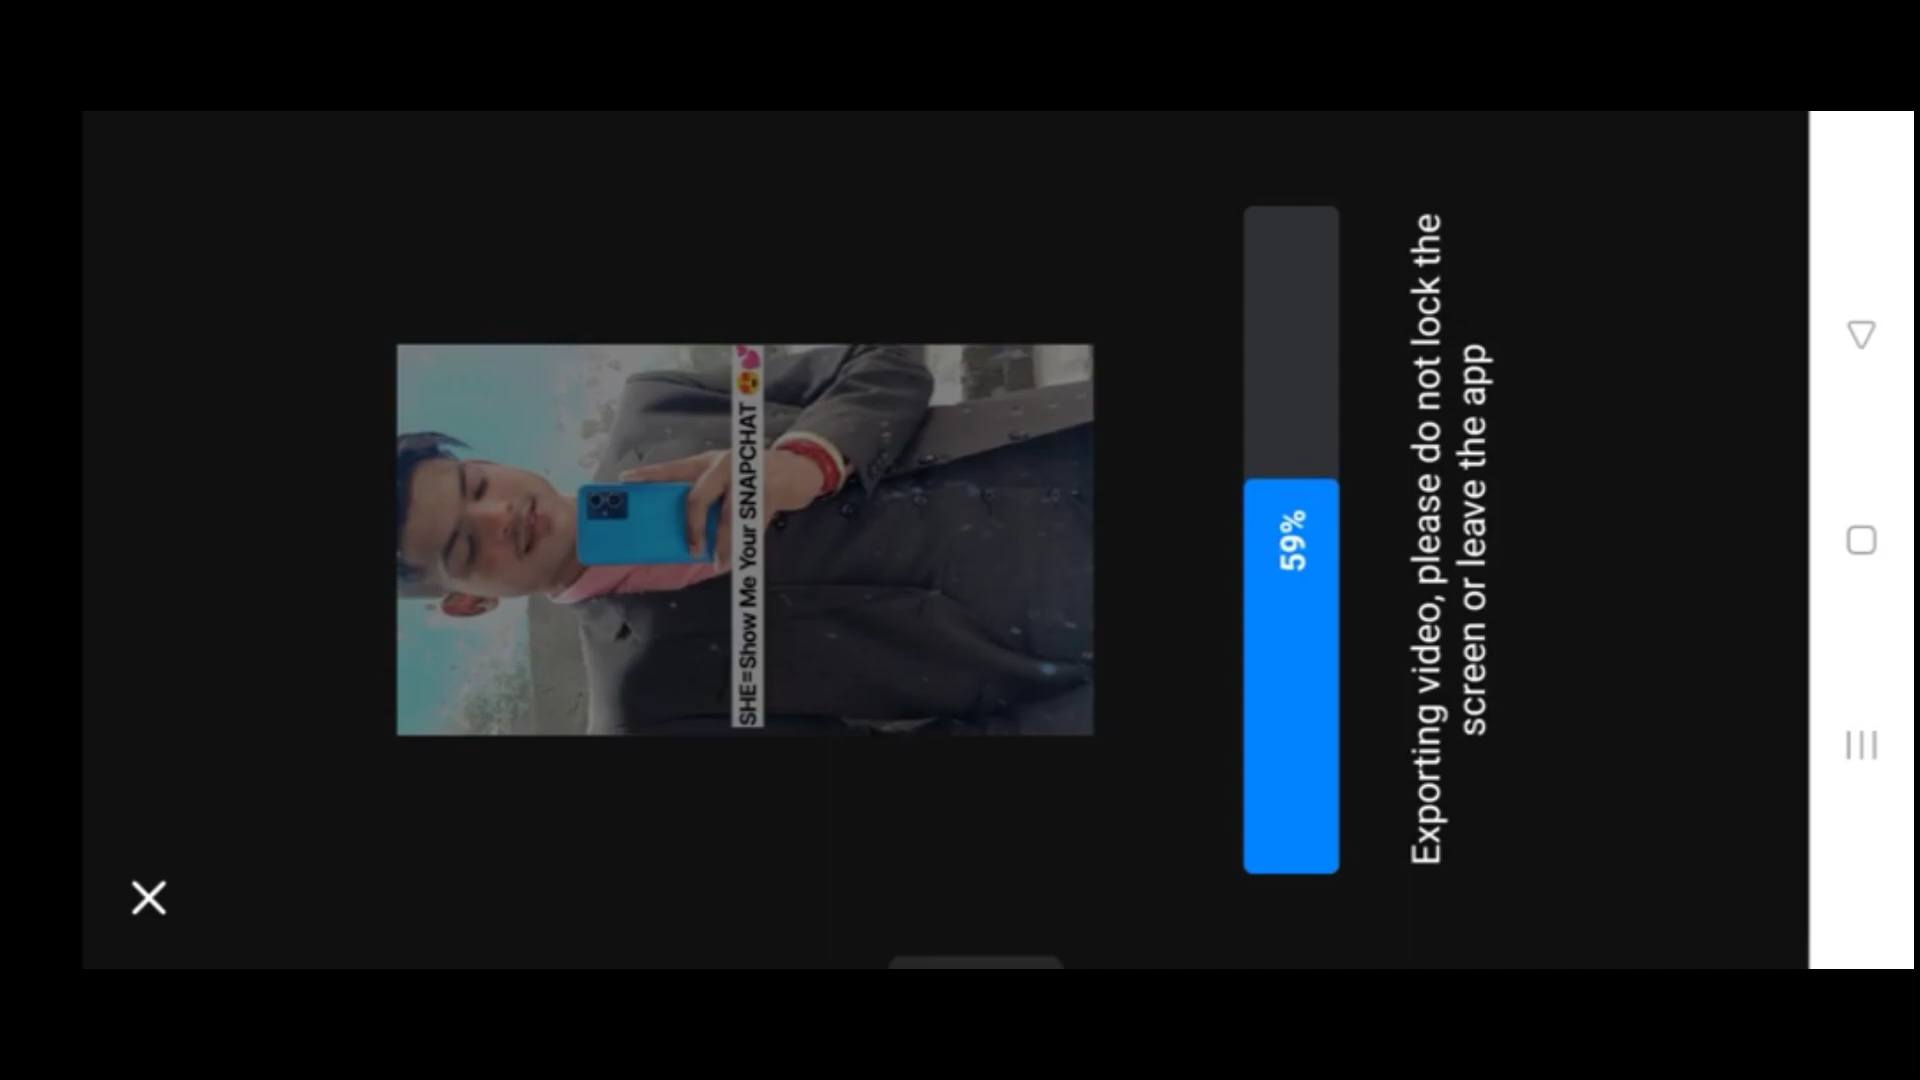 SHE=Show Me Your SNAPCHAT 😍💞
59%
Exporting video, please do not lock the
screen or leave the app